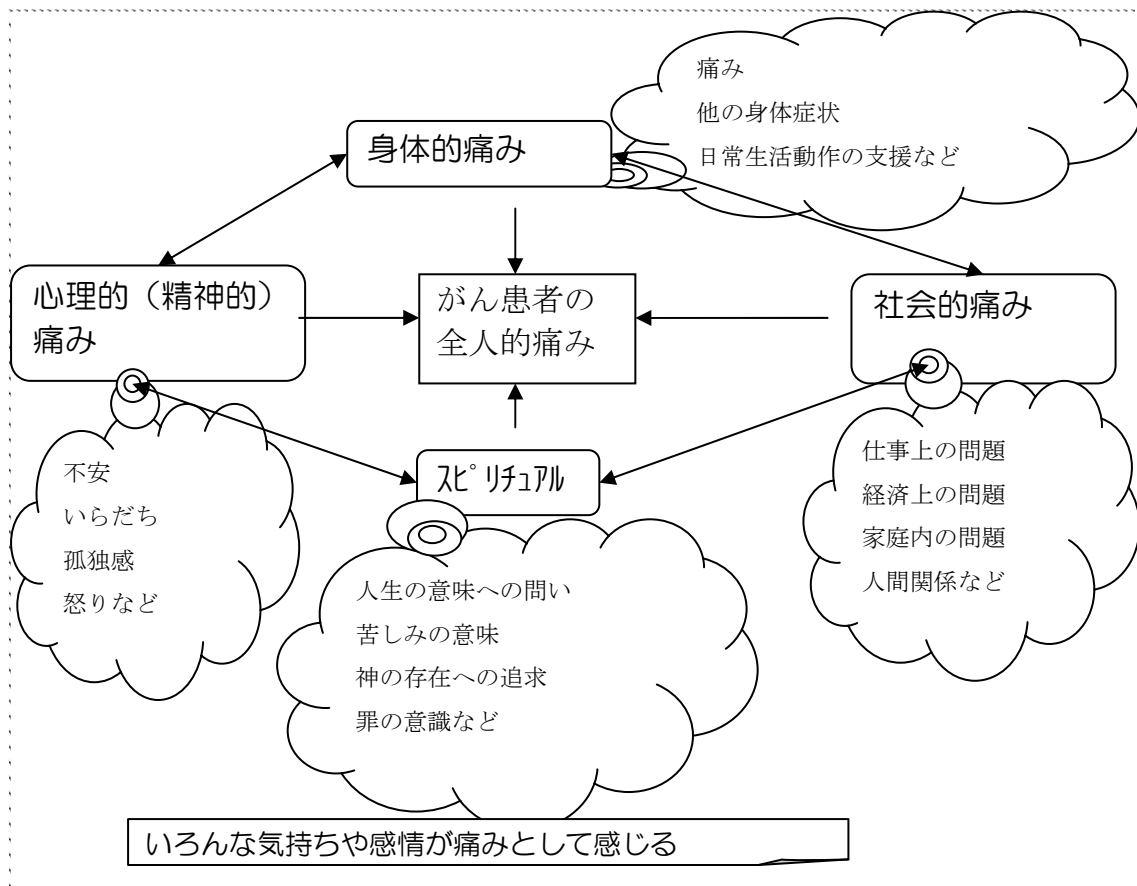 痛み
他の身体症状
日常生活動作の支援など
身体的痛み
心理的（精神的）
痛み
がん患者の
全人的痛み
社会的痛み
ｽﾋﾟﾘﾁｭｱﾙ
不安
いらだち
孤独感
怒りなど
人生の意味への問い
苦しみの意味
神の存在への追求
罪の意識など
仕事上の問題
経済上の問題
家庭内の問題
人間関係など
いろんな気持ちや感情が痛みとして感じる